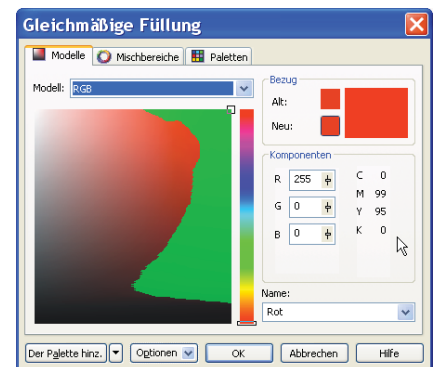 Gleichmäßige Füllung
Modelle Mischbereiche Paletten
Modell: RGB
Bezug
Alt:
Neu:
Komponenten
R 255 C 0
M 99
G 0 Y 95
B 0 K 0
Name:
Rot
Der Palette hinz. Optionen OK Abbrechen Hilfe